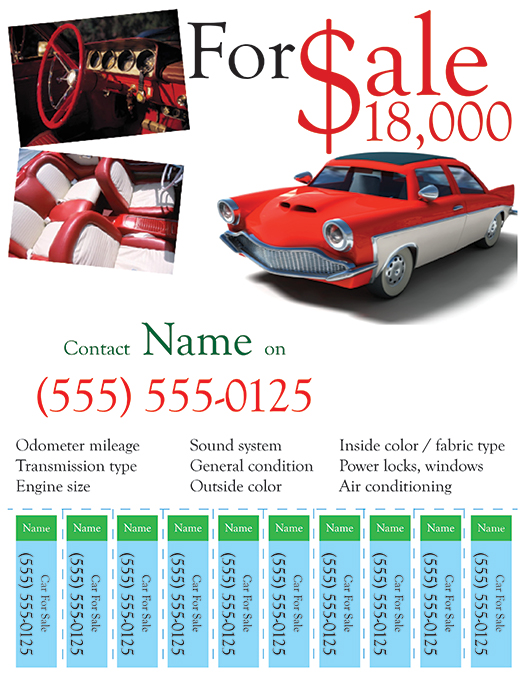 For $ale
$18,000
Contact Name on
(555) 555-0125
Odometer mileage
Transmission type
Engine size
Sound system
General condition
Outside color
Inside color / fabric type
Power locks, windows
Air conditioning
Name
Car For Sale
(555) 555-0125
Name
Car For Sale
(555) 555-0125
Name
Car For Sale
(555) 555-0125
Name
Car For Sale
(555) 555-0125
Name
Car For Sale
(555) 555-0125
Name
Car For Sale
(555) 555-0125
Name
Car For Sale
(555) 555-0125
Name
Car For Sale
(555) 555-0125
Name
Car For Sale
(555) 555-0125
Name
Car For Sale
(555) 555-0125